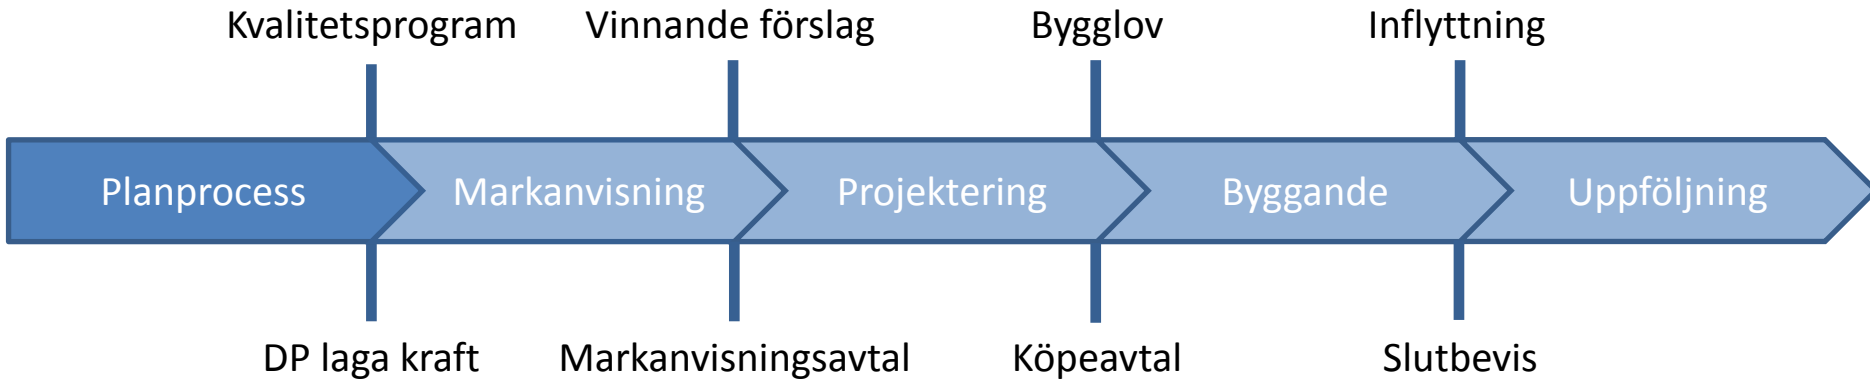 Kvalitetsprogram
Vinnande förslag
Bygglov
Inflyttning
Planprocess
Markanvisning
Projektering
Byggande
Uppföljning
DP laga kraft
Markanvisningsavtal
Köpeavtal
Slutbevis